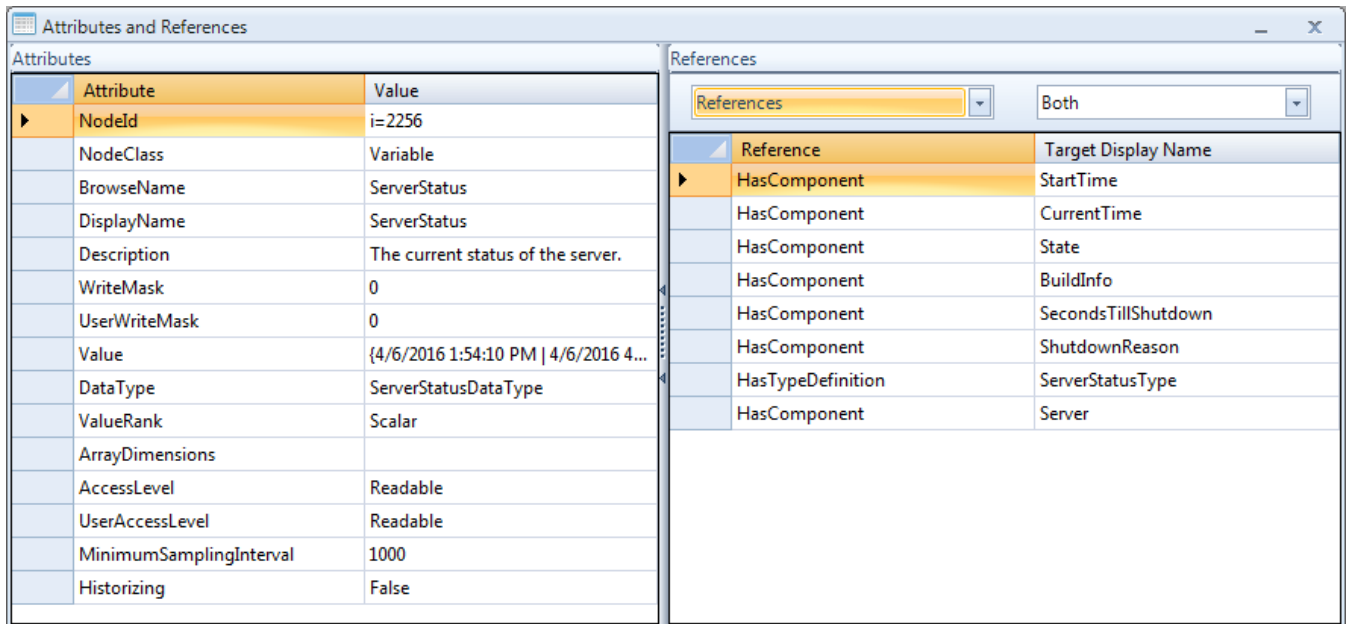 Attributes and References
Attributes
Attribute Value
NodeId i=2256
NodeClass Variable
BrowseName ServerStatus
DisplayName ServerStatus
Description The current status of the server.
WriteMask 0
UserWriteMask 0
Value {4/6/2016 1:54:10 PM | 4/6/2016 4...
DataType ServerStatusDataType
ValueRank Scalar
ArrayDimensions
AccessLevel Readable
UserAccessLevel Readable
MinimumSamplingInterval 1000
Historizing False
References
References Both
Reference Target Display Name
HasComponent StartTime
HasComponent CurrentTime
HasComponent State
HasComponent BuildInfo
HasComponent SecondsTillShutdown
HasComponent ShutdownReason
HasTypeDefinition ServerStatusType
HasComponent Server